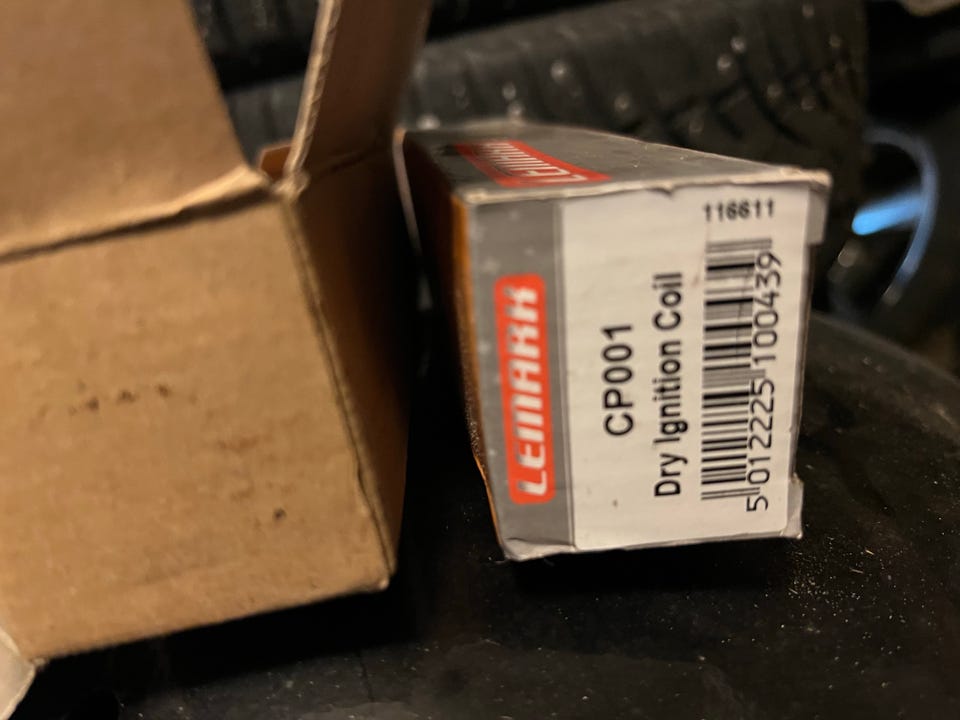 LEMARK
LEMARK
CP001
Dry Ignition Coil
116611
5 012225 100439